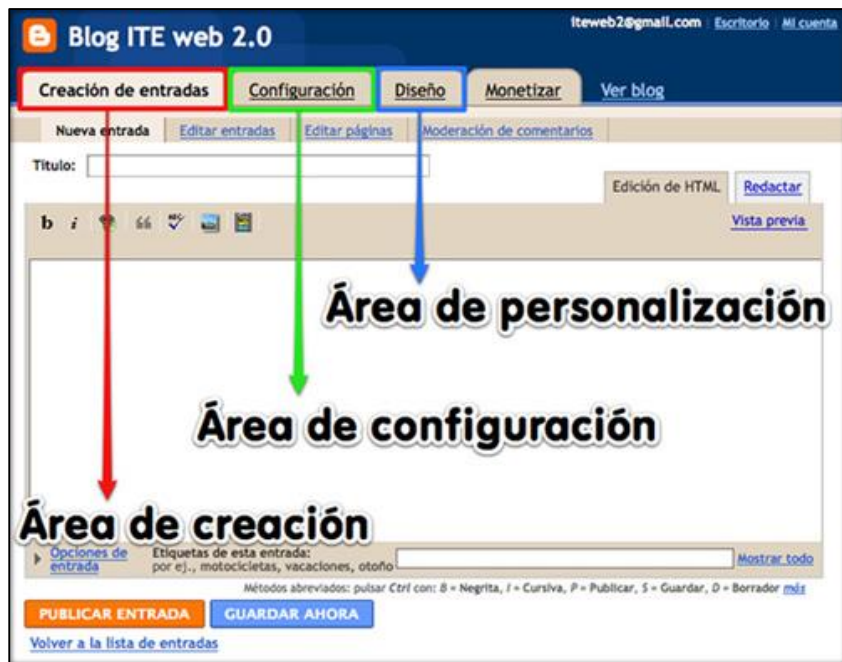 iteweb2@gmail.com Escritorio Mi cuenta
Blog ITE web 2.0
Creación de entradas Configuración Diseño Monetizar Ver blog
Nueva entrada Editar entradas Editar páginas Moderación de comentarios
Título:
Edición de HTML Redactar
b i ABC Vista previa
Área de personalización
Área de configuración
Área de creación
Opciones de entrada Etiquetas de esta entrada:
por ej., motocicletas, vacaciones, otoño Mostrar todo
Métodos abreviados: pulsar Ctrl con: B = Negrita, I = Cursiva, P = Publicar, S = Guardar, D = Borrador más
PUBLICAR ENTRADA GUARDAR AHORA
Volver a la lista de entradas